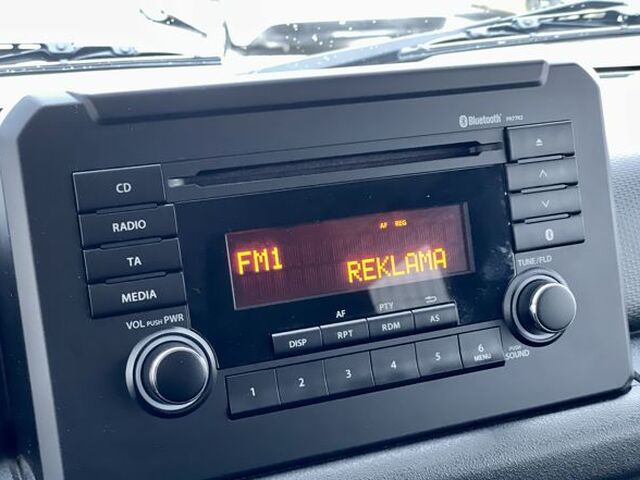 Bluetooth
CD
RADIO
TA
MEDIA
VOL PUSH PWR
AF REG
FM1
REKLAMA
TUNE/FLD
AF
PTY
DISP
RPT
RDM
AS
1
2
3
4
5
6
MENU
PUSH
SOUND